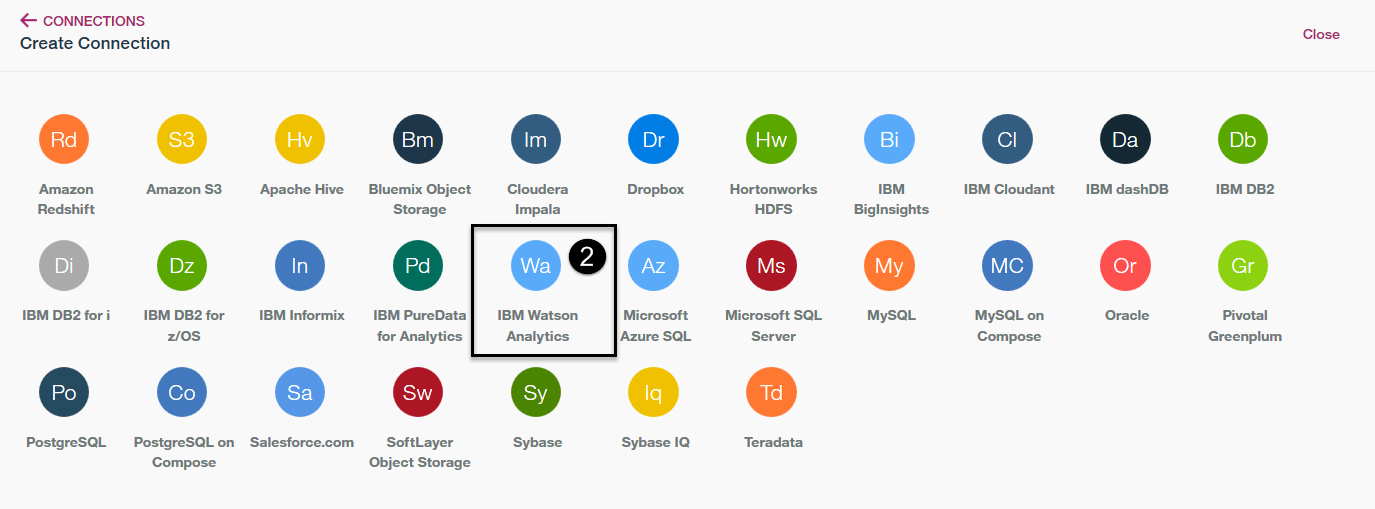 ← CONNECTIONS
Create Connection
Close
Rd S3 Hv Bm Im Dr Hw Bi Cl Da Db
Amazon Amazon S3 Apache Hive Bluemix Object Cloudera Dropbox Hortonworks IBM IBM Cloudant IBM dashDB IBM DB2
Redshift Storage Impala HDFS BigInsights
Di Dz In Pd Wa 2 Az Ms My MC Or Gr
IBM DB2 for i IBM DB2 for IBM Informix IBM PureData IBM Watson Microsoft Microsoft SQL MySQL MySQL on Oracle Pivotal
z/OS for Analytics Analytics Azure SQL Server Compose Greenplum
Po Co Sa Sw Sy Iq Td
PostgreSQL PostgreSQL on Salesforce.com SoftLayer Sybase Sybase IQ Teradata
Compose Object Storage